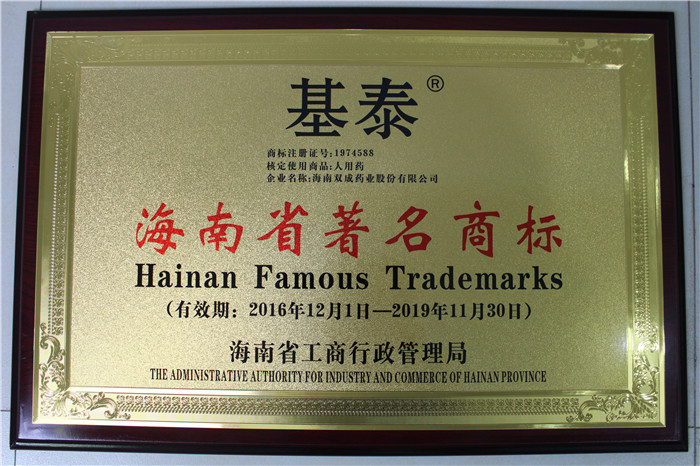 基泰®
商标注册证号:1974588
核定使用商品:人用药
企业名称:海南双成药业股份有限公司
海南省著名商标
Hainan Famous Trademarks
(有效期：2016年12月1日—2019年11月30日)
海南省工商行政管理局
THE ADMINISTRATIVE AUTHORITY FOR INDUSTRY AND COMMERCE OF HAINAN PROVINCE